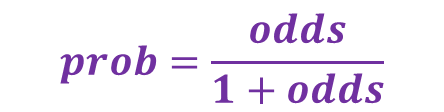 prob = odds / 1 + odds